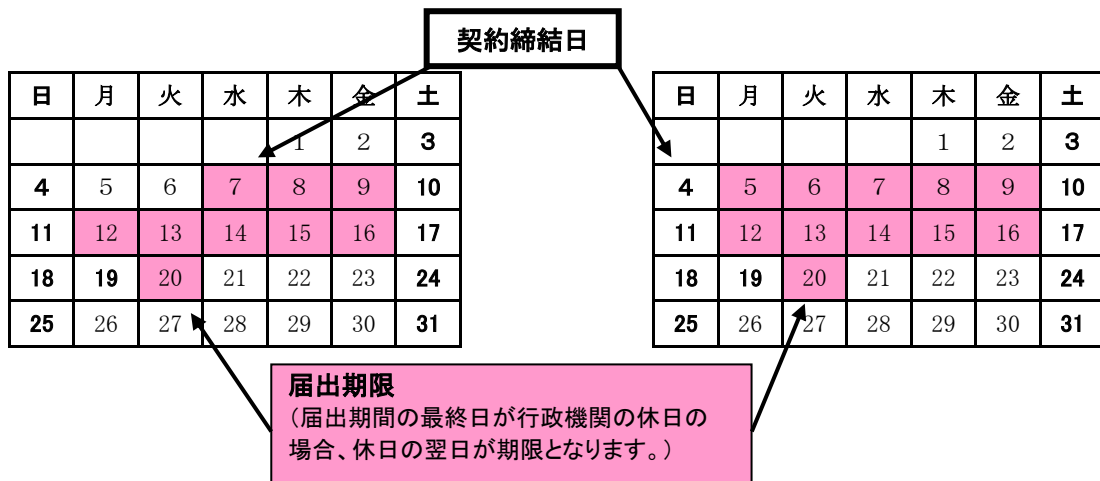 契約締結日
日 月 火 水 木 金 土
1 2 3
4 5 6 7 8 9 10
11 12 13 14 15 16 17
18 19 20 21 22 23 24
25 26 27 28 29 30 31
日 月 火 水 木 金 土
1 2 3
4 5 6 7 8 9 10
11 12 13 14 15 16 17
18 19 20 21 22 23 24
25 26 27 28 29 30 31
届出期限
(届出期間の最終日が行政機関の休日の
場合、休日の翌日が期限となります。)